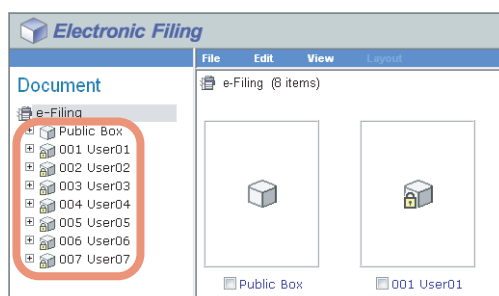 Electronic Filing
File Edit View Layout
Document
e-Filing (8 items)
e-Filing
Public Box
001 User01
002 User02
003 User03
004 User04
005 User05
006 User06
007 User07
Public Box
001 User01